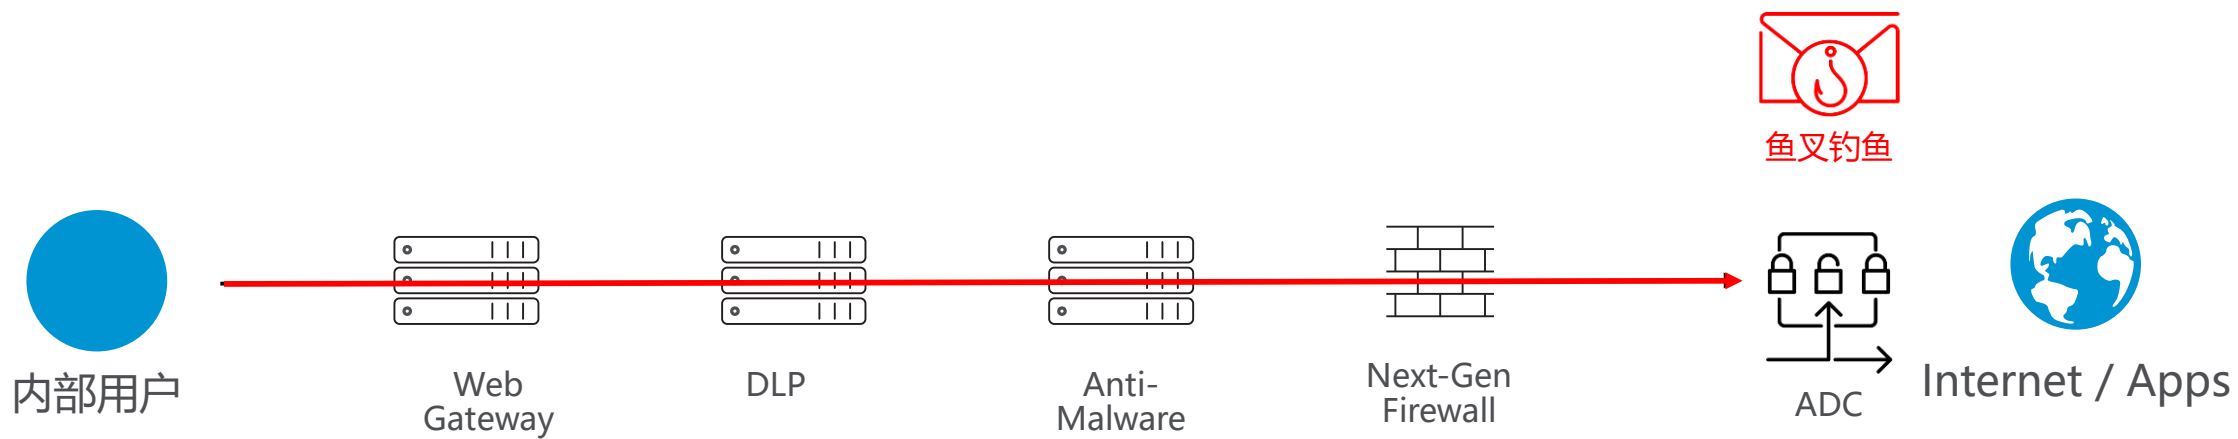 鱼叉钓鱼
内部用户
Web
Gateway
DLP
Anti-
Malware
Next-Gen
Firewall
ADC
Internet / Apps